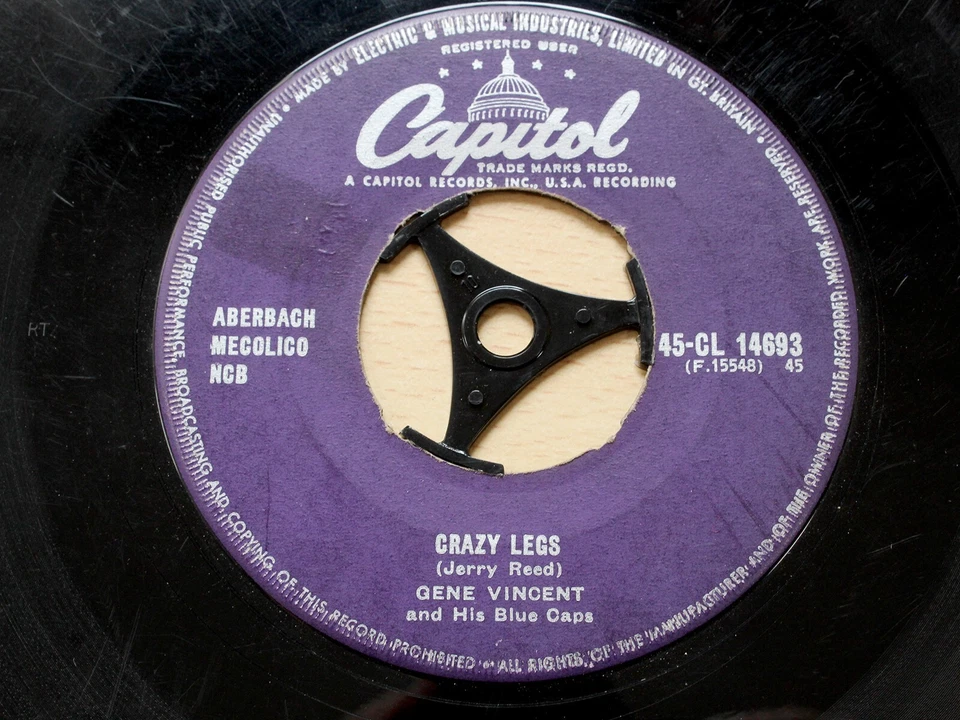 MADE BY ELECTRIC & MUSICAL INDUSTRIES, LIMITED IN GT. BRITAIN •
REGISTERED USER
Capitol
TRADE MARKS REGD.
A CAPITOL RECORDS, INC., U.S.A. RECORDING
ABERBACH
MECOLICO
NCB
45-CL 14693
(F.15548) 45
CRAZY LEGS
(Jerry Reed)
GENE VINCENT
and His Blue Caps
ALL RIGHTS OF THE MANUFACTURER AND OF THE OWNER OF THE RECORDED WORK ARE RESERVED •
UNAUTHORISED PUBLIC PERFORMANCE, BROADCASTING AND COPYING OF THIS RECORD PROHIBITED •
RT